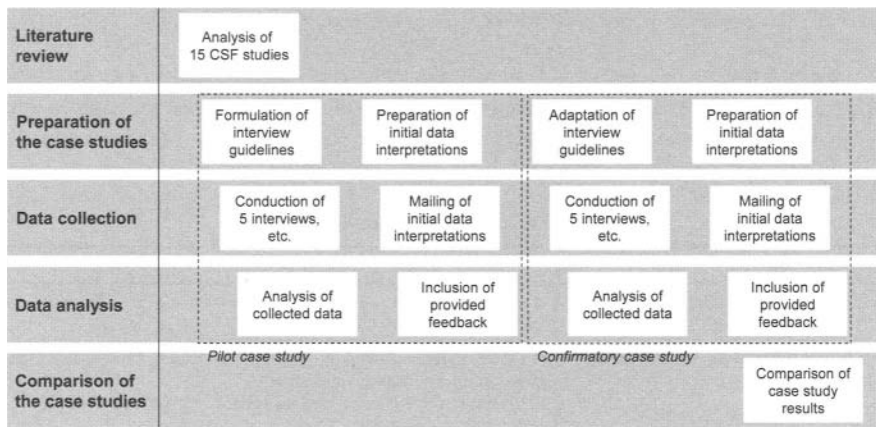 Literature
review
Analysis of
15 CSF studies
Preparation of
the case studies
Formulation of
interview
guidelines
Preparation of
initial data
interpretations
Adaptation of
interview
guidelines
Preparation of
initial data
interpretations
Data collection
Conduction of
5 interviews,
etc.
Mailing of
initial data
interpretations
Conduction of
5 interviews,
etc.
Mailing of
initial data
interpretations
Data analysis
Analysis of
collected data
Inclusion of
provided
feedback
Analysis of
collected data
Inclusion of
provided
feedback
Pilot case study
Confirmatory case study
Comparison of
the case studies
Comparison of
case study
results